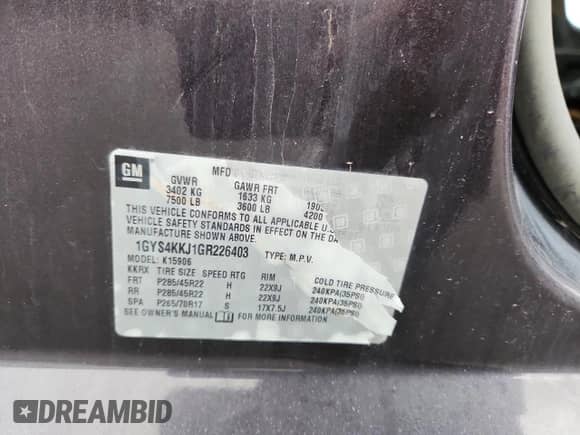 GM
MFD
GVWR GAWR FRT
3402 KG 1633 KG
7500 LB 3600 LB 4200
THIS VEHICLE CONFORMS TO ALL APPLICABLE U.S.
STANDARDS IN EFFECT ON THE DA
MANUFACTURE SHOWN ABOVE.
1GYS4KKJ1GR226403 TYPE: M.P.V.
MODEL: K15906
KKRX TIRE SIZE SPEED RTG RIM COLD TIRE PRESSURE
FRT P285/45R22 H 22X9J 240KPA(35PSI)
RR P285/45R22 H 22X9J 240KPA(35PSI)
SPA P265/70R17 S 17X7.5J 240KPA(35PSI)
SEE OWNER'S MANUAL FOR MORE INFORMATION
DREAMBID